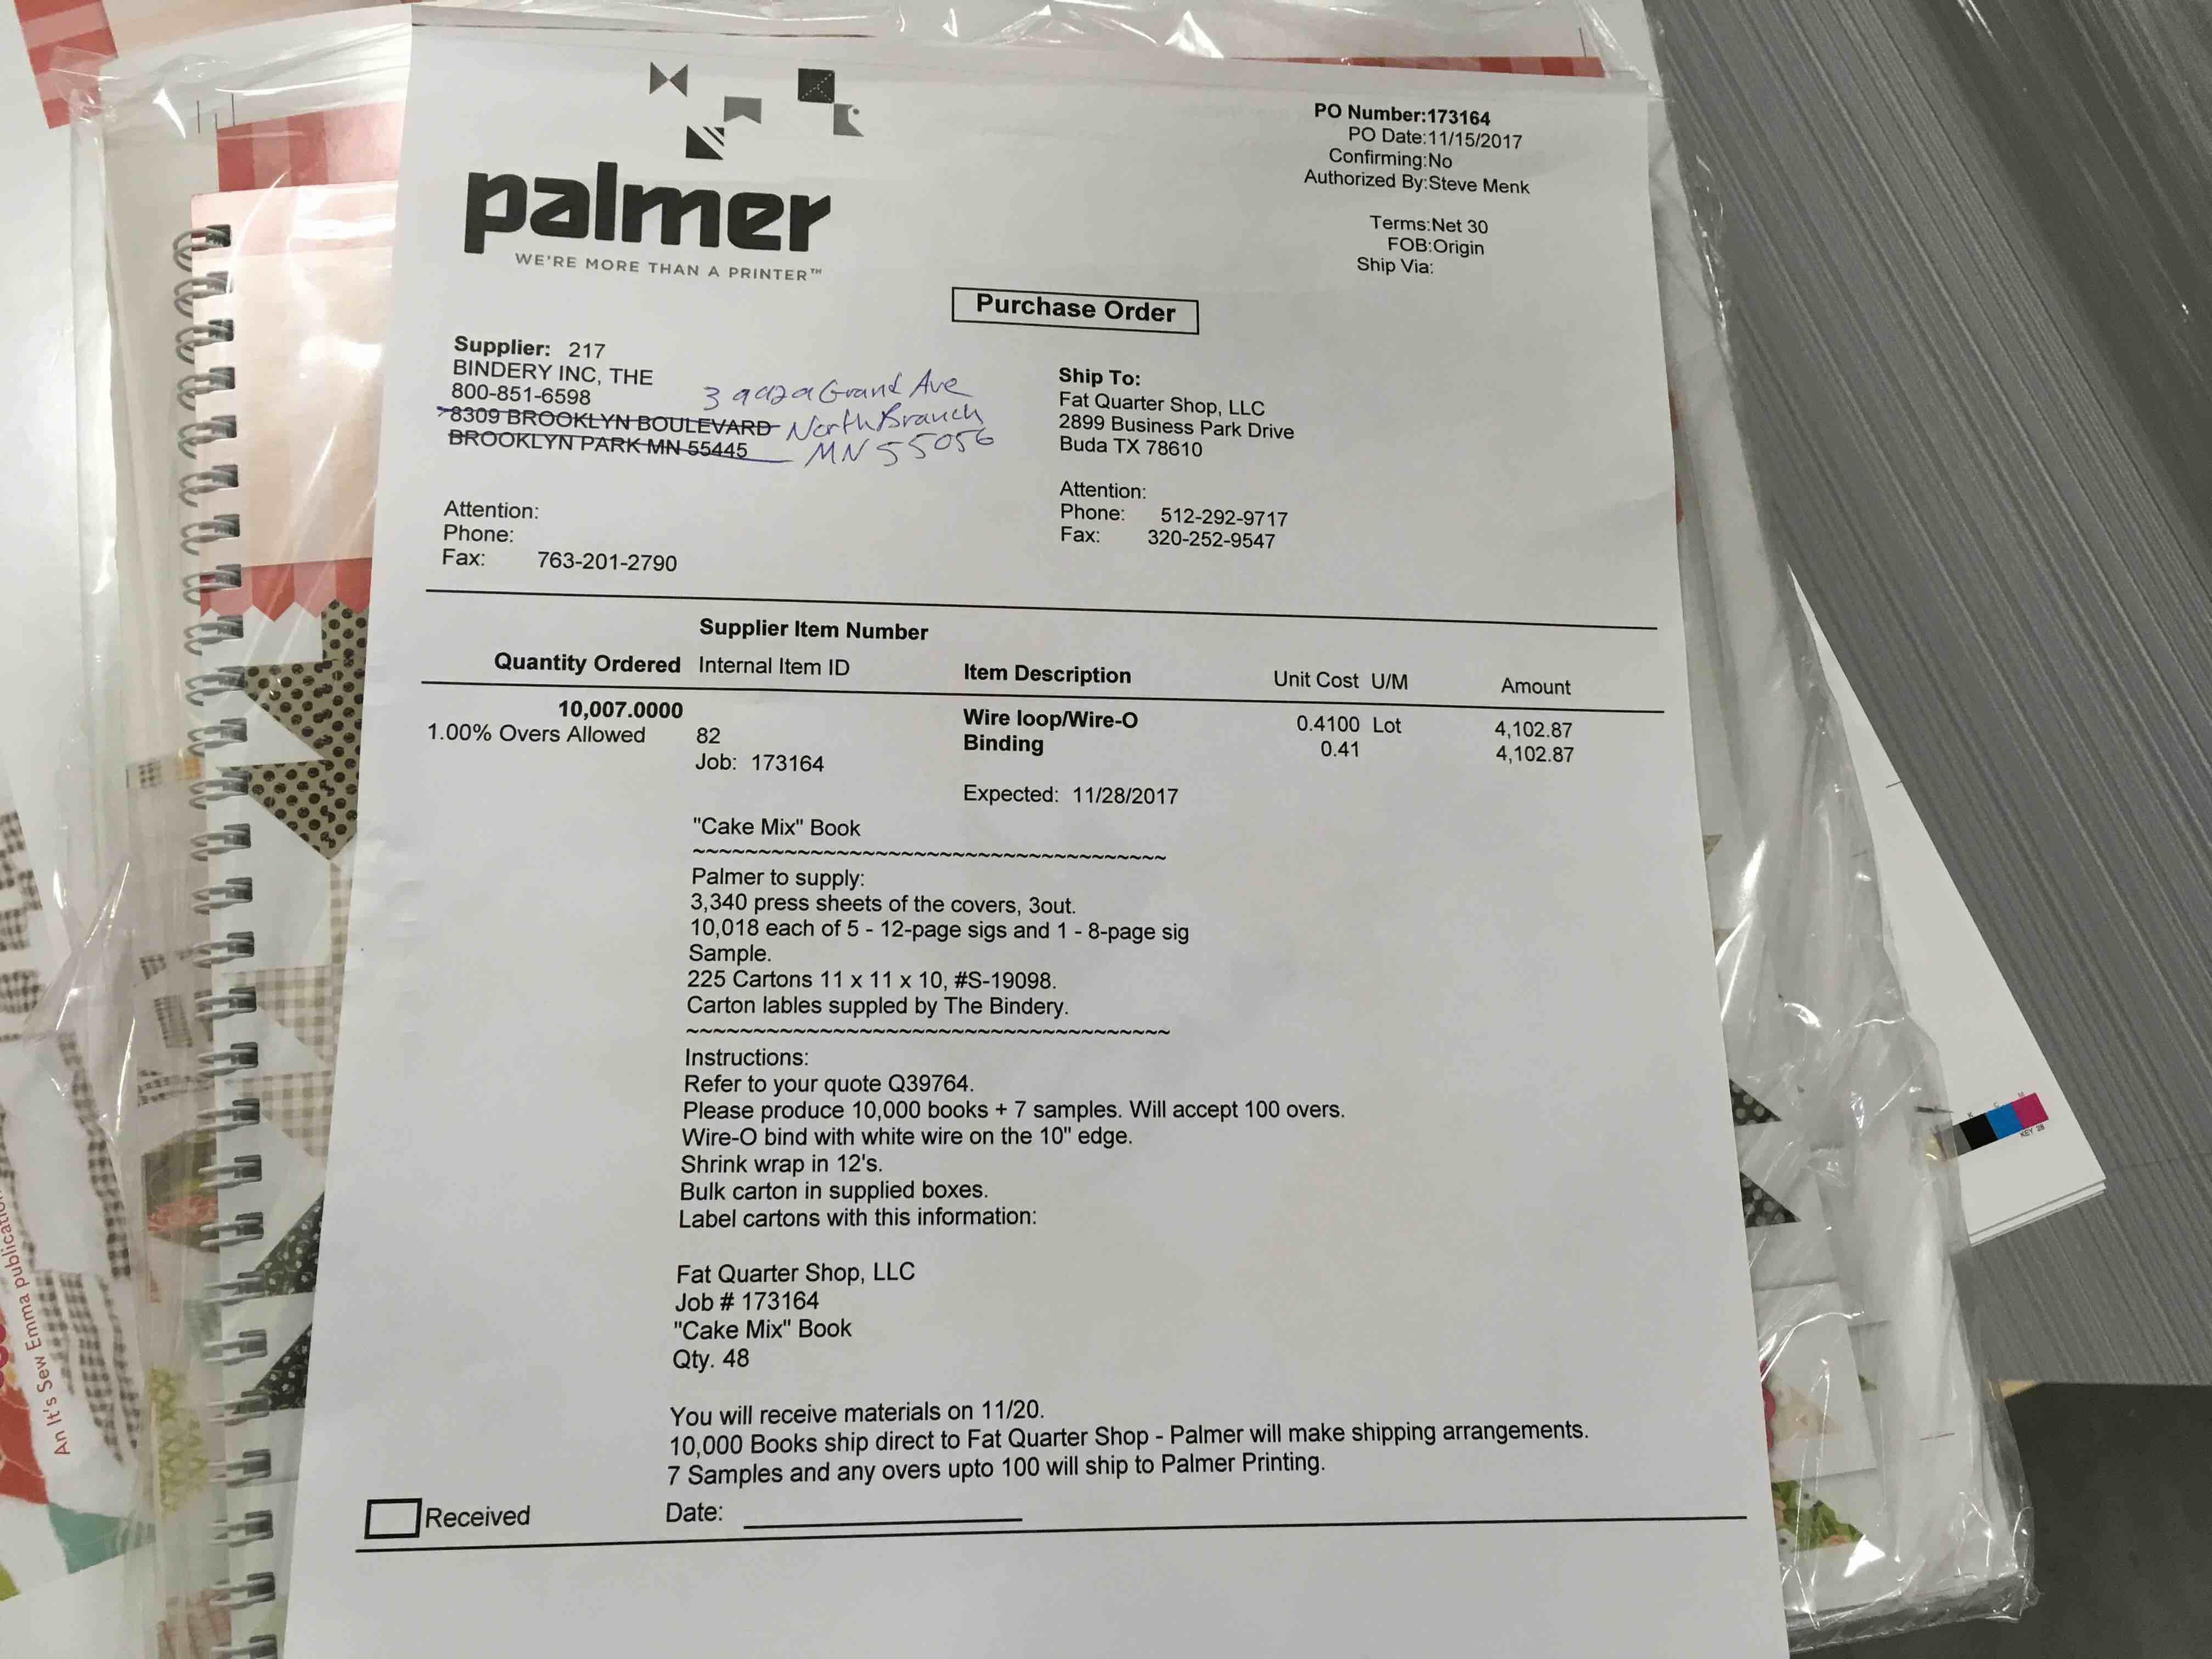 palmer
WE'RE MORE THAN A PRINTER™
PO Number:173164
PO Date:11/15/2017
Confirming:No
Authorized By:Steve Menk
Terms:Net 30
FOB:Origin
Ship Via:
Purchase Order
Supplier: 217
BINDERY INC, THE
800-851-6598
8309 BROOKLYN BOULEVARD
BROOKLYN PARK MN 55445
Grand Ave
North Branch
MN 55056
Attention:
Phone:
Fax: 763-201-2790
Ship To:
Fat Quarter Shop, LLC
2899 Business Park Drive
Buda TX 78610
Attention:
Phone: 512-292-9717
Fax: 320-252-9547
Supplier Item Number
Quantity Ordered Internal Item ID Item Description Unit Cost U/M Amount
10,007.0000 Wire loop/Wire-O 0.4100 Lot 4,102.87
1.00% Overs Allowed 82 Binding 0.41 4,102.87
Job: 173164
Expected: 11/28/2017
"Cake Mix" Book
~~~~~~~~~~~~~~~~~~~~~~~~~~~~~~~~~~~~
Palmer to supply:
3,340 press sheets of the covers, 3out.
10,018 each of 5 - 12-page sigs and 1 - 8-page sig
Sample.
225 Cartons 11 x 11 x 10, #S-19098.
Carton lables suppled by The Bindery.
~~~~~~~~~~~~~~~~~~~~~~~~~~~~~~~~~~~~
Instructions:
Refer to your quote Q39764.
Please produce 10,000 books + 7 samples. Will accept 100 overs.
Wire-O bind with white wire on the 10" edge.
Shrink wrap in 12's.
Bulk carton in supplied boxes.
Label cartons with this information:
Fat Quarter Shop, LLC
Job # 173164
"Cake Mix" Book
Qty. 48
You will receive materials on 11/20.
10,000 Books ship direct to Fat Quarter Shop - Palmer will make shipping arrangements.
7 Samples and any overs upto 100 will ship to Palmer Printing.
Received Date:
An It's Sew Emma publication
K C M
KEY 28